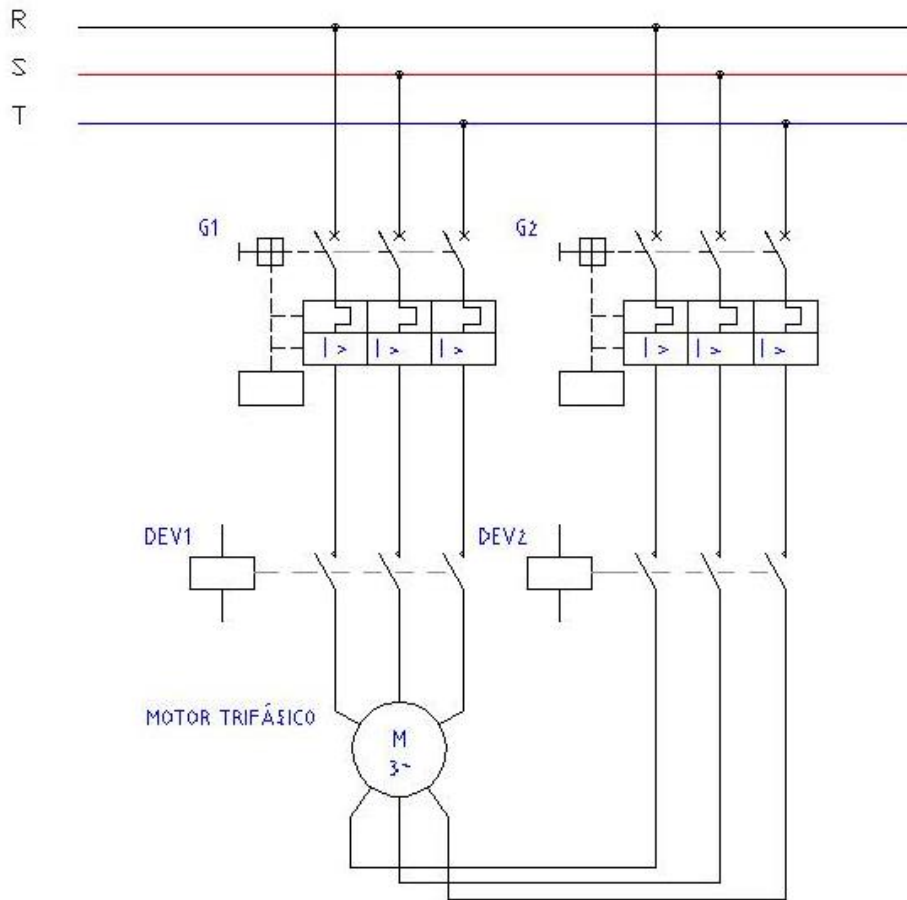 R
S
T
G1
G2
I > I > I >
I > I > I >
DEV1
DEV2
MOTOR TRIFÁSICO
M
3~